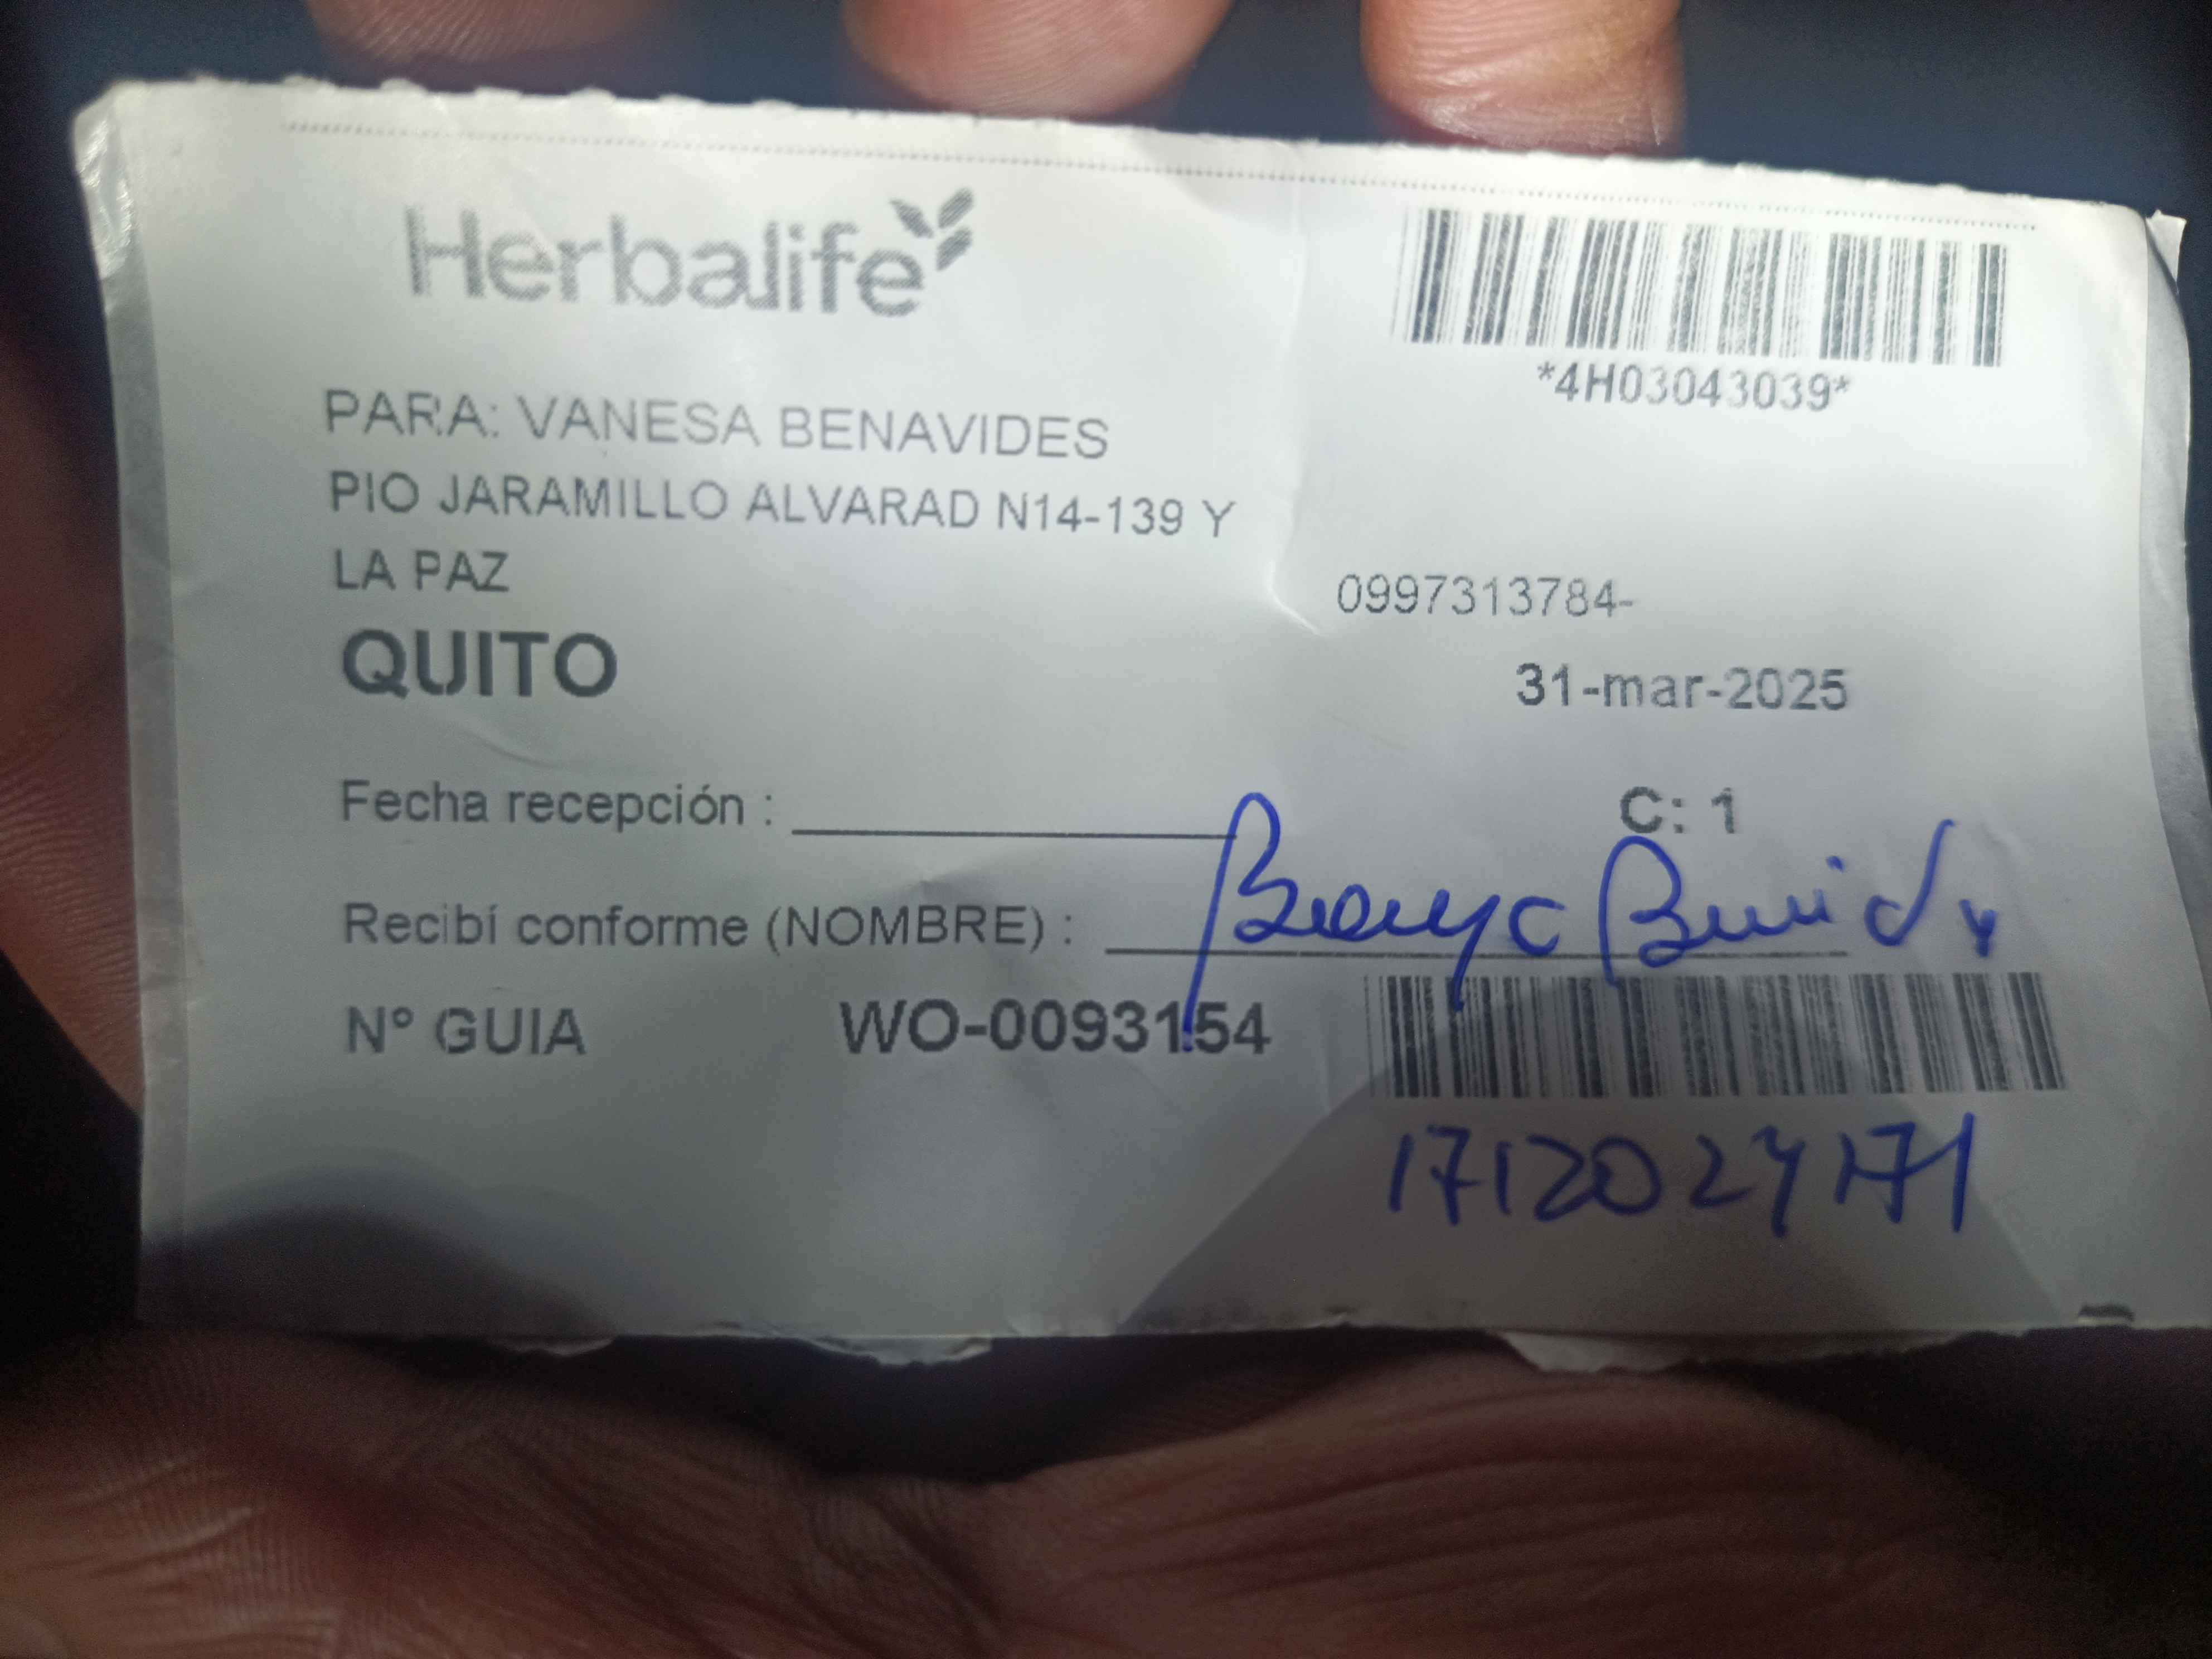 Herbalife
*4H03043039*
PARA: VANESA BENAVIDES
PIO JARAMILLO ALVARAD N14-139 Y
LA PAZ
0997313784-
QUITO
31-mar-2025
Fecha recepción :
C: 1
Recibí conforme (NOMBRE) :
Nº GUIA WO-0093154
1712024171